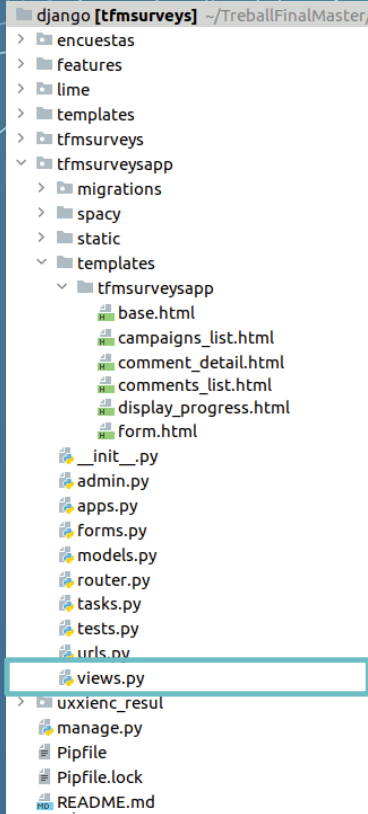 django [tfmsurveys] ~/TreballFinalMaster/
encuestas
features
lime
templates
tfmsurveys
tfmsurveysapp
migrations
spacy
static
templates
tfmsurveysapp
base.html
campaigns_list.html
comment_detail.html
comments_list.html
display_progress.html
form.html
__init__.py
admin.py
apps.py
forms.py
models.py
router.py
tasks.py
tests.py
urls.py
views.py
uxxienc_resul
manage.py
Pipfile
Pipfile.lock
README.md